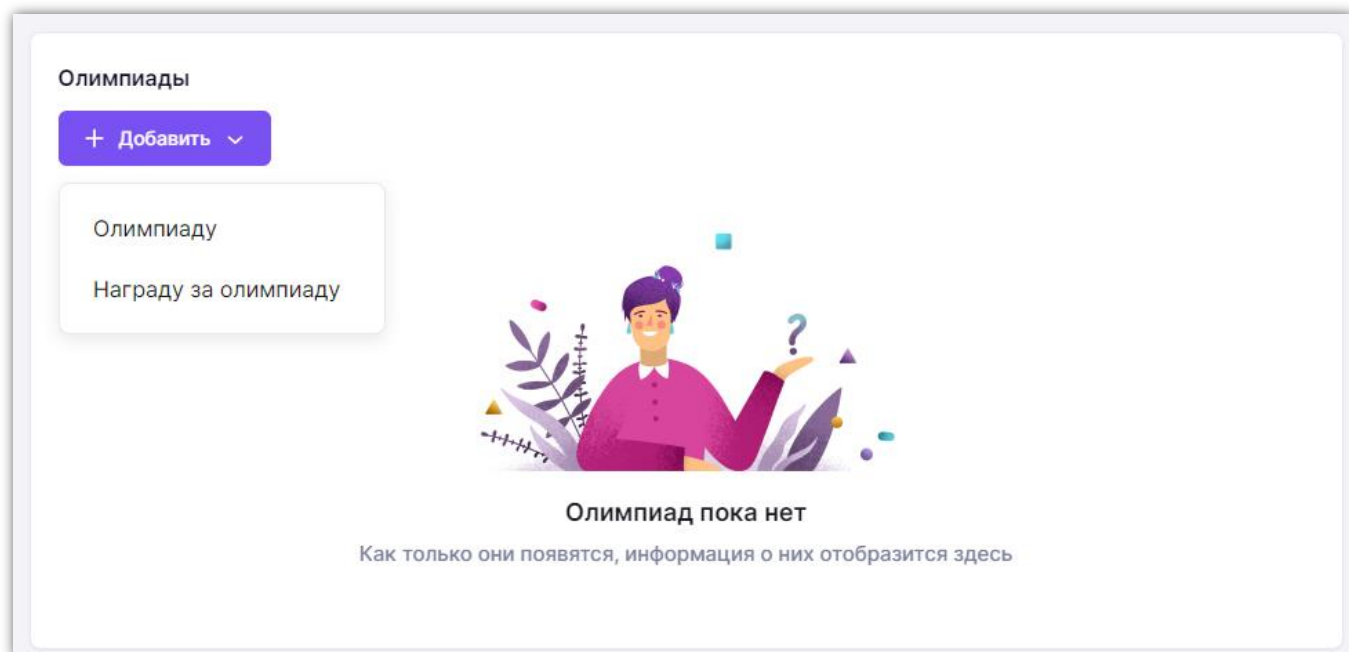 Олимпиады
+ Добавить
Олимпиаду
Награду за олимпиаду
?
Олимпиад пока нет
Как только они появятся, информация о них отобразится здесь